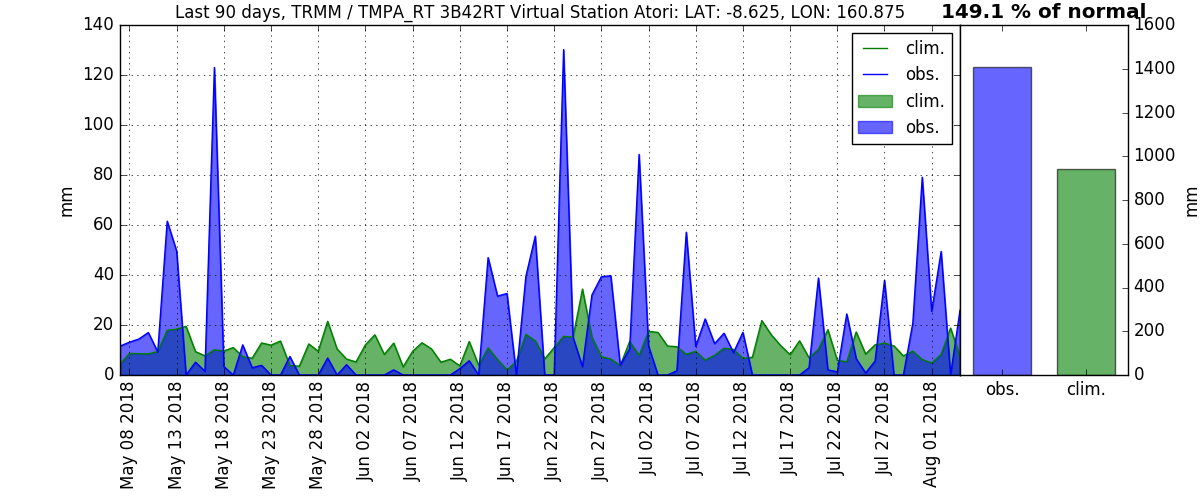 Last 90 days, TRMM / TMPA_RT 3B42RT Virtual Station Atori: LAT: -8.625, LON: 160.875
149.1 % of normal
140
120
100
80
60
40
20
0
mm
clim.
obs.
clim.
obs.
1600
1400
1200
1000
800
600
400
200
0
mm
May 08 2018
May 13 2018
May 18 2018
May 23 2018
May 28 2018
Jun 02 2018
Jun 07 2018
Jun 12 2018
Jun 17 2018
Jun 22 2018
Jun 27 2018
Jul 02 2018
Jul 07 2018
Jul 12 2018
Jul 17 2018
Jul 22 2018
Jul 27 2018
Aug 01 2018
obs.
clim.